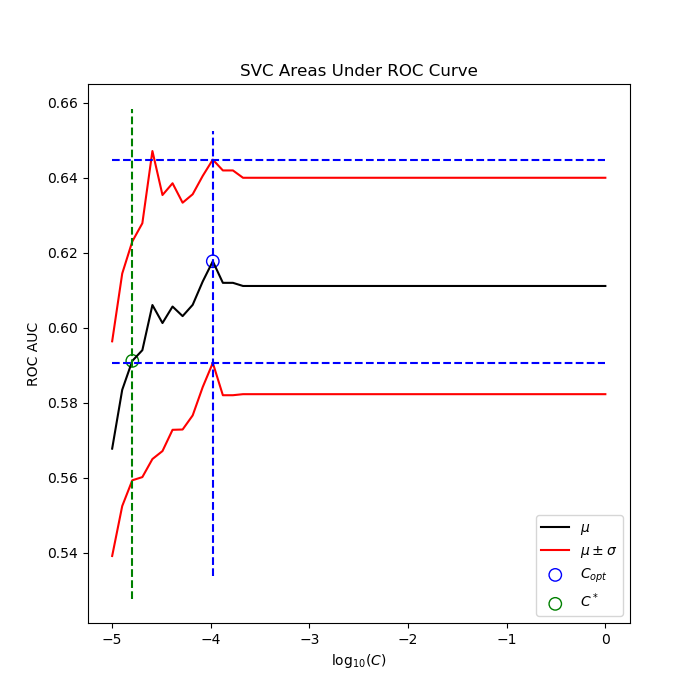 SVC Areas Under ROC Curve
ROC AUC
0.66
0.64
0.62
0.60
0.58
0.56
0.54
μ
μ ± σ
C_opt
C*
−5 −4 −3 −2 −1 0
log₁₀(C)